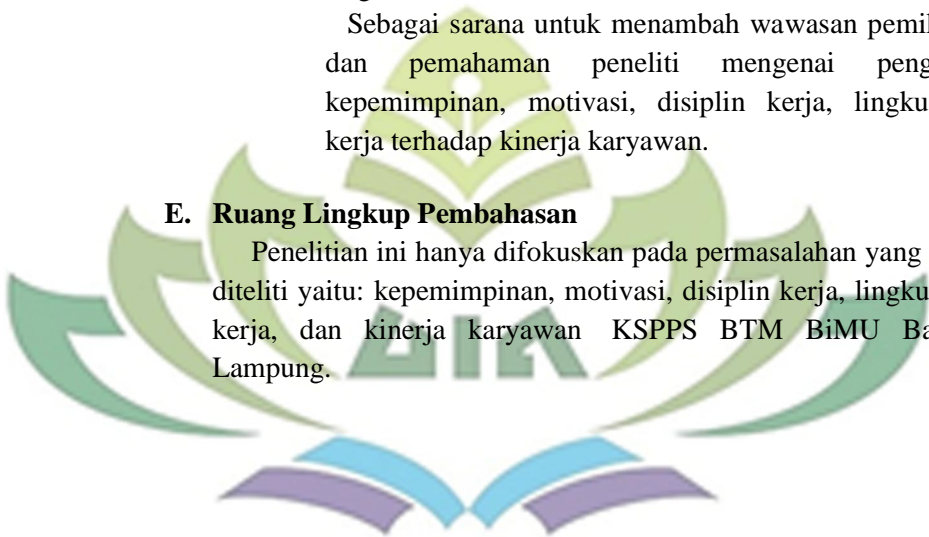 Sebagai sarana untuk menambah wawasan pemil
dan pemahaman peneliti mengenai peng
kepemimpinan, motivasi, disiplin kerja, lingku
kerja terhadap kinerja karyawan.
E. Ruang Lingkup Pembahasan
Penelitian ini hanya difokuskan pada permasalahan yang
diteliti yaitu: kepemimpinan, motivasi, disiplin kerja, lingku
kerja, dan kinerja karyawan KSPPS BTM BiMU Ba
Lampung.